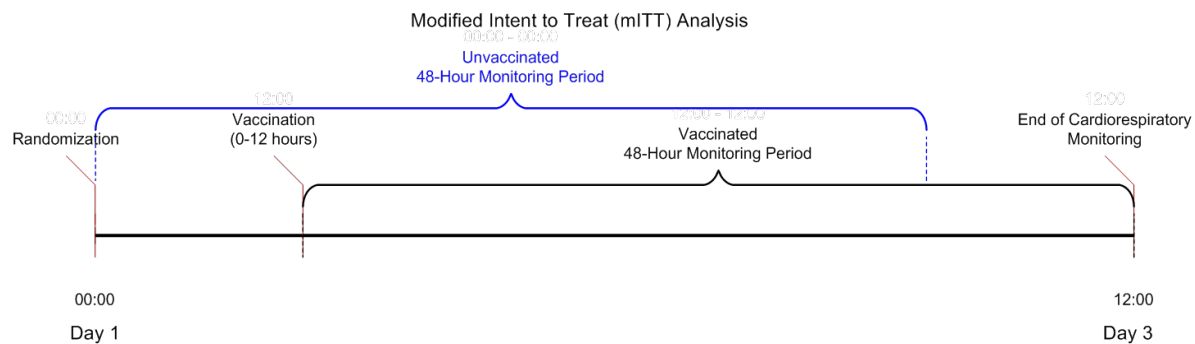 Modified Intent to Treat (mITT) Analysis
00:00 - 00:00
Unvaccinated
48-Hour Monitoring Period
00:00
Randomization
12:00
Vaccination
(0-12 hours)
12:00 - 12:00
Vaccinated
48-Hour Monitoring Period
12:00
End of Cardiorespiratory
Monitoring
00:00
Day 1
12:00
Day 3